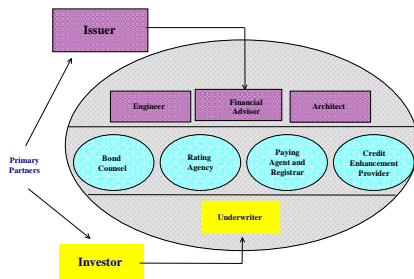 Issuer
Engineer
Financial
Advisor
Architect
Bond
Counsel
Rating
Agency
Paying
Agent and
Registrar
Credit
Enhancement
Provider
Primary
Partners
Underwriter
Investor